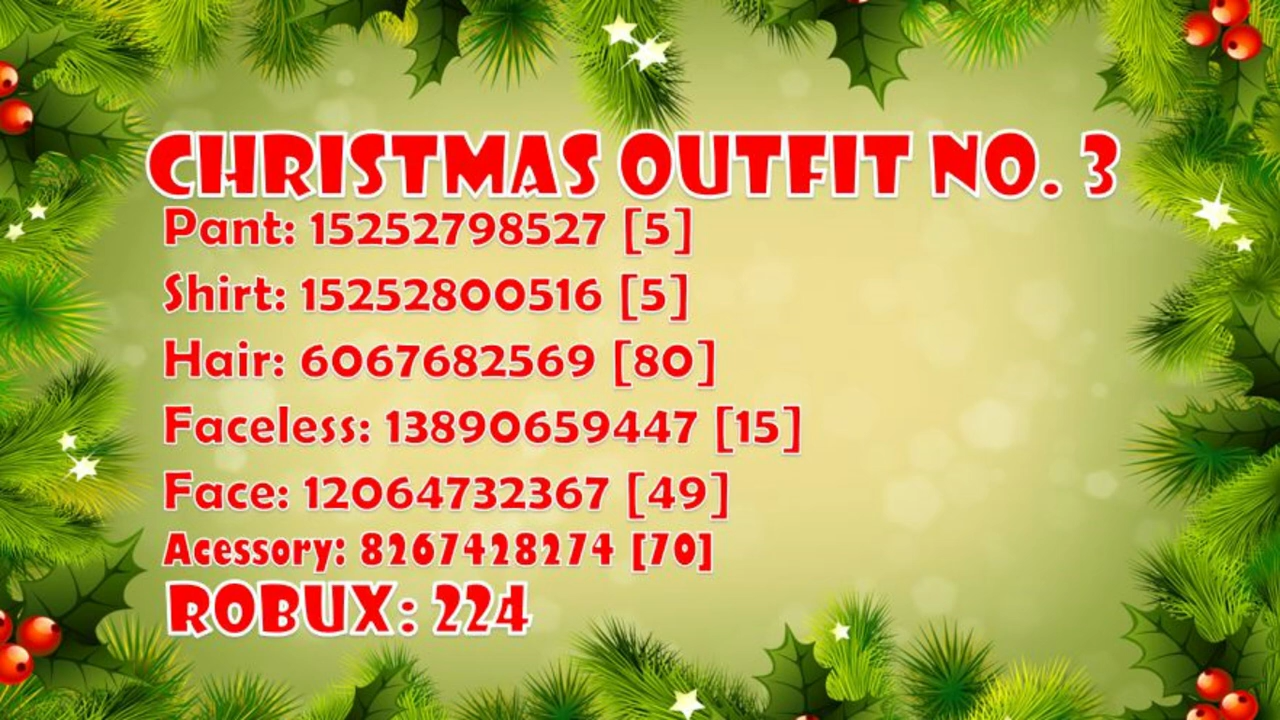 CHRISTMAS OUTFIT NO. 3
Pant: 15252798527 [5]
Shirt: 15252800516 [5]
Hair: 6067682569 [80]
Faceless: 13890659447 [15]
Face: 12064732367 [49]
Acessory: 8267428274 [70]
ROBUX: 224